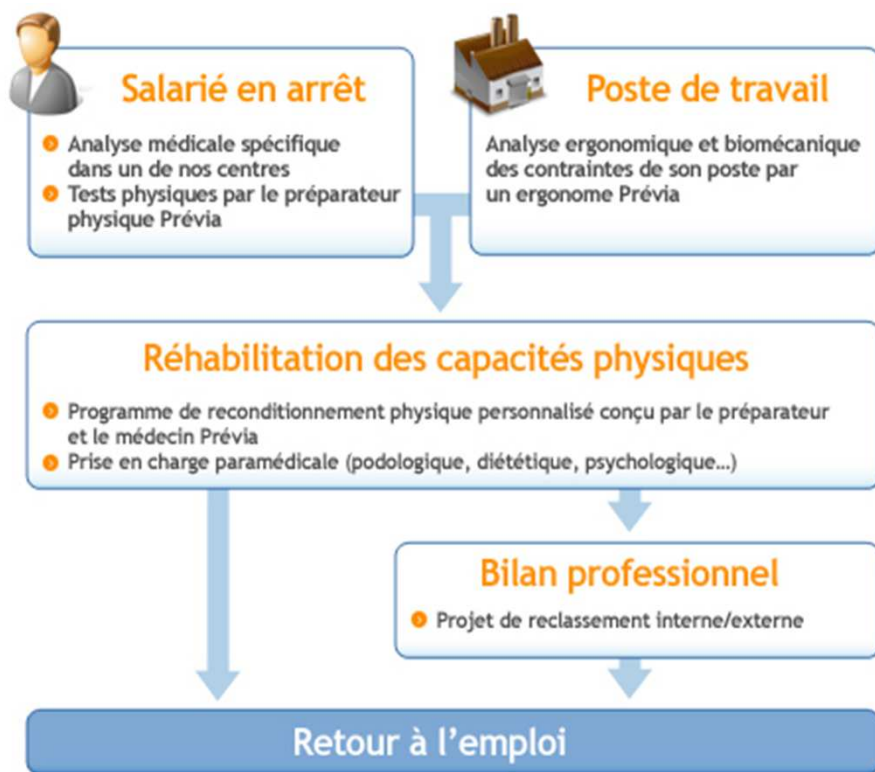 Salarié en arrêt
Analyse médicale spécifique
dans un de nos centres
Tests physiques par le préparateur
physique Prévia
Poste de travail
Analyse ergonomique et biomécanique
des contraintes de son poste par
un ergonome Prévia
Réhabilitation des capacités physiques
Programme de reconditionnement physique personnalisé conçu par le préparateur
et le médecin Prévia
Prise en charge paramédicale (podologique, diététique, psychologique...)
Bilan professionnel
Projet de reclassement interne/externe
Retour à l'emploi